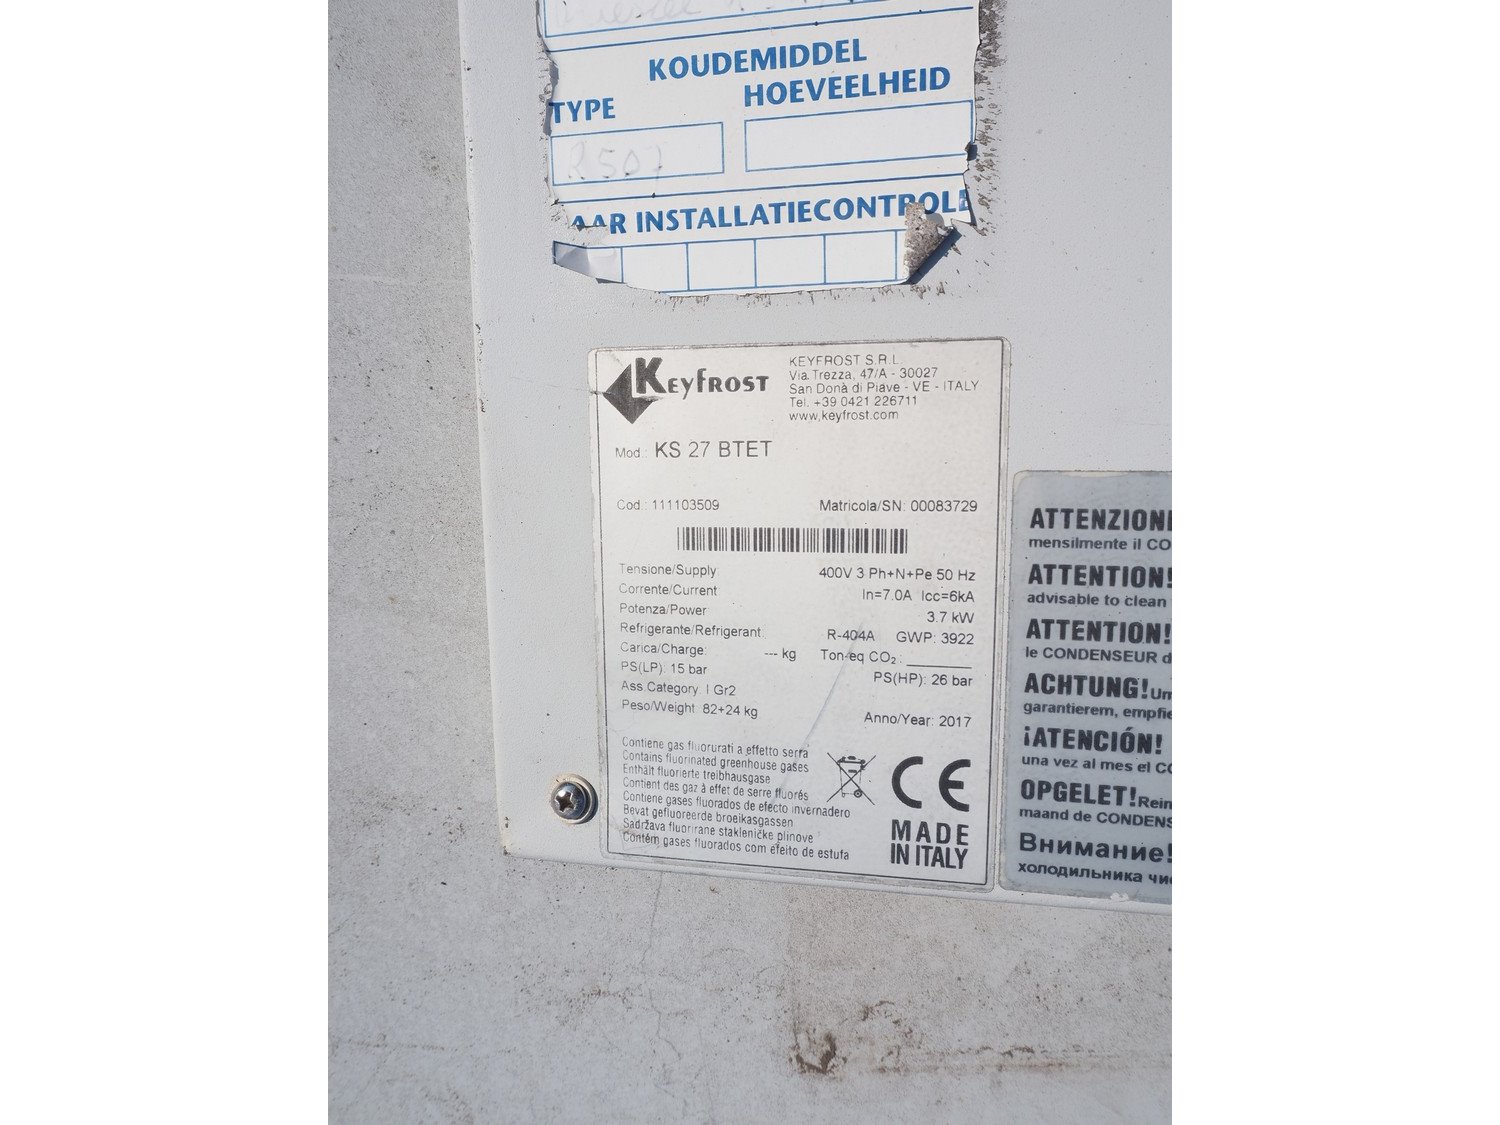 KOUDEMIDDEL
TYPE HOEVEELHEID
R507
AAR INSTALLATIECONTROLE
KEYFROST
KEYFROST S.R.L.
Via. Trezza, 47/A - 30027
San Donà di Piave - VE - ITALY
Tel. +39 0421 226711
www.keyfrost.com
Mod.: KS 27 BTET
Cod.: 111103509 Matricola/SN: 00083729
Tensione/Supply 400V 3 Ph+N+Pe 50 Hz
Corrente/Current In=7.0A Icc=6kA
Potenza/Power 3.7 kW
Refrigerante/Refrigerant: R-404A GWP: 3922
Carica/Charge: --- kg Ton-eq CO₂: ________
PS(LP): 15 bar PS(HP): 26 bar
Ass Category. I Gr2
Peso/Weight 82+24 kg Anno/Year: 2017
Contiene gas fluorurati a effetto serra
Contains fluorinated greenhouse gases
Enthält fluorierte treibhausgase
Contient des gaz à effet de serre fluorés
Contiene gases fluorados de efecto invernadero
Bevat gefluoreerde broeikasgassen
Sadržava fluorirane stakleničke plinove
Contém gases fluorados com efeito de estufa
CE
MADE
IN ITALY
ATTENZIONE
mensilmente il CO
ATTENTION!
advisable to clean
ATTENTION!
le CONDENSEUR d
ACHTUNG! Um
garantierem, empfie
¡ATENCIÓN!
una vez al mes el CO
OPGELET! Rein
maand de CONDENS
Внимание!
холодильника чи